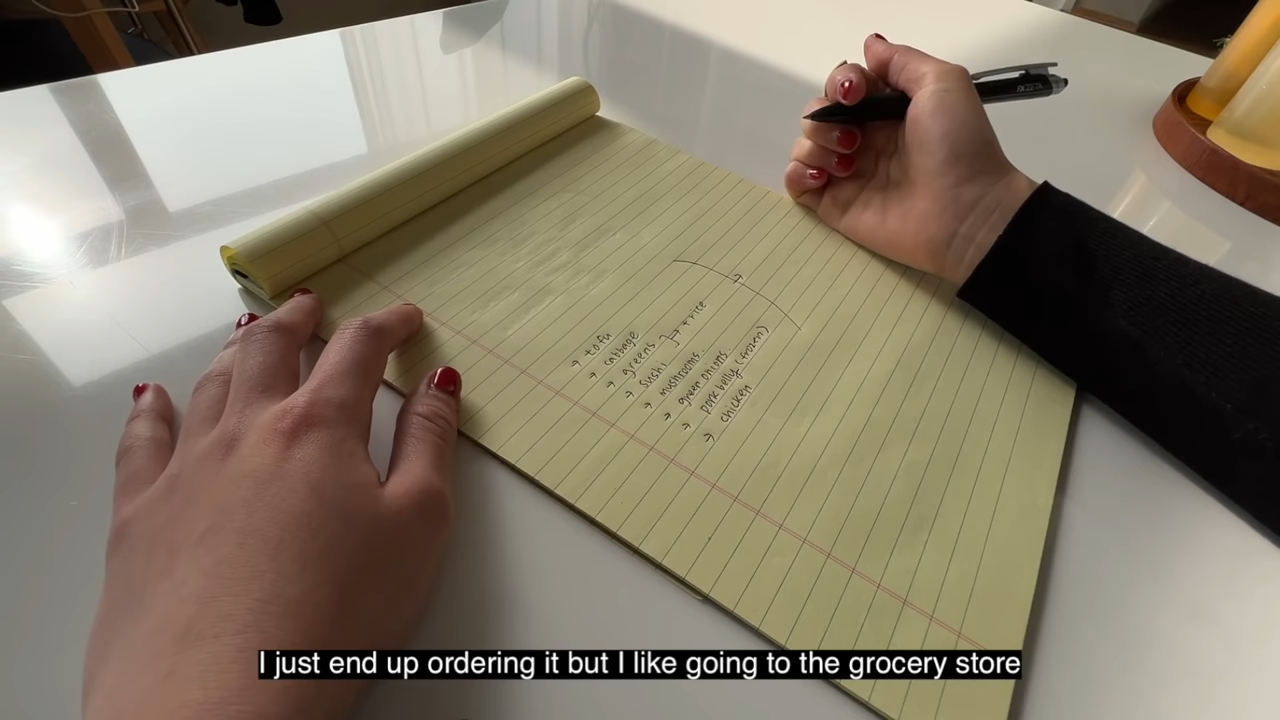 → tofu
→ cabbage
→ greens
→ sushi } → + rice
→ mushrooms.
→ green onions.
→ pork belly (frozen)
→ chicken
I just end up ordering it but I like going to the grocery store